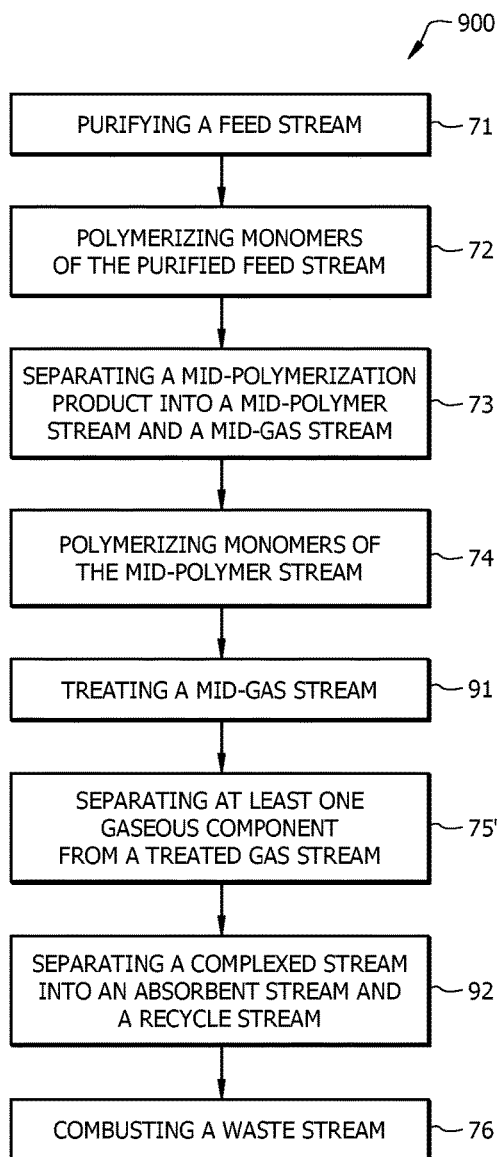 900
PURIFYING A FEED STREAM
71
POLYMERIZING MONOMERS
OF THE PURIFIED FEED STREAM
72
SEPARATING A MID-POLYMERIZATION
PRODUCT INTO A MID-POLYMER
STREAM AND A MID-GAS STREAM
73
POLYMERIZING MONOMERS OF
THE MID-POLYMER STREAM
74
TREATING A MID-GAS STREAM
91
SEPARATING AT LEAST ONE
GASEOUS COMPONENT
FROM A TREATED GAS STREAM
75'
SEPARATING A COMPLEXED STREAM
INTO AN ABSORBENT STREAM AND
A RECYCLE STREAM
92
COMBUSTING A WASTE STREAM
76